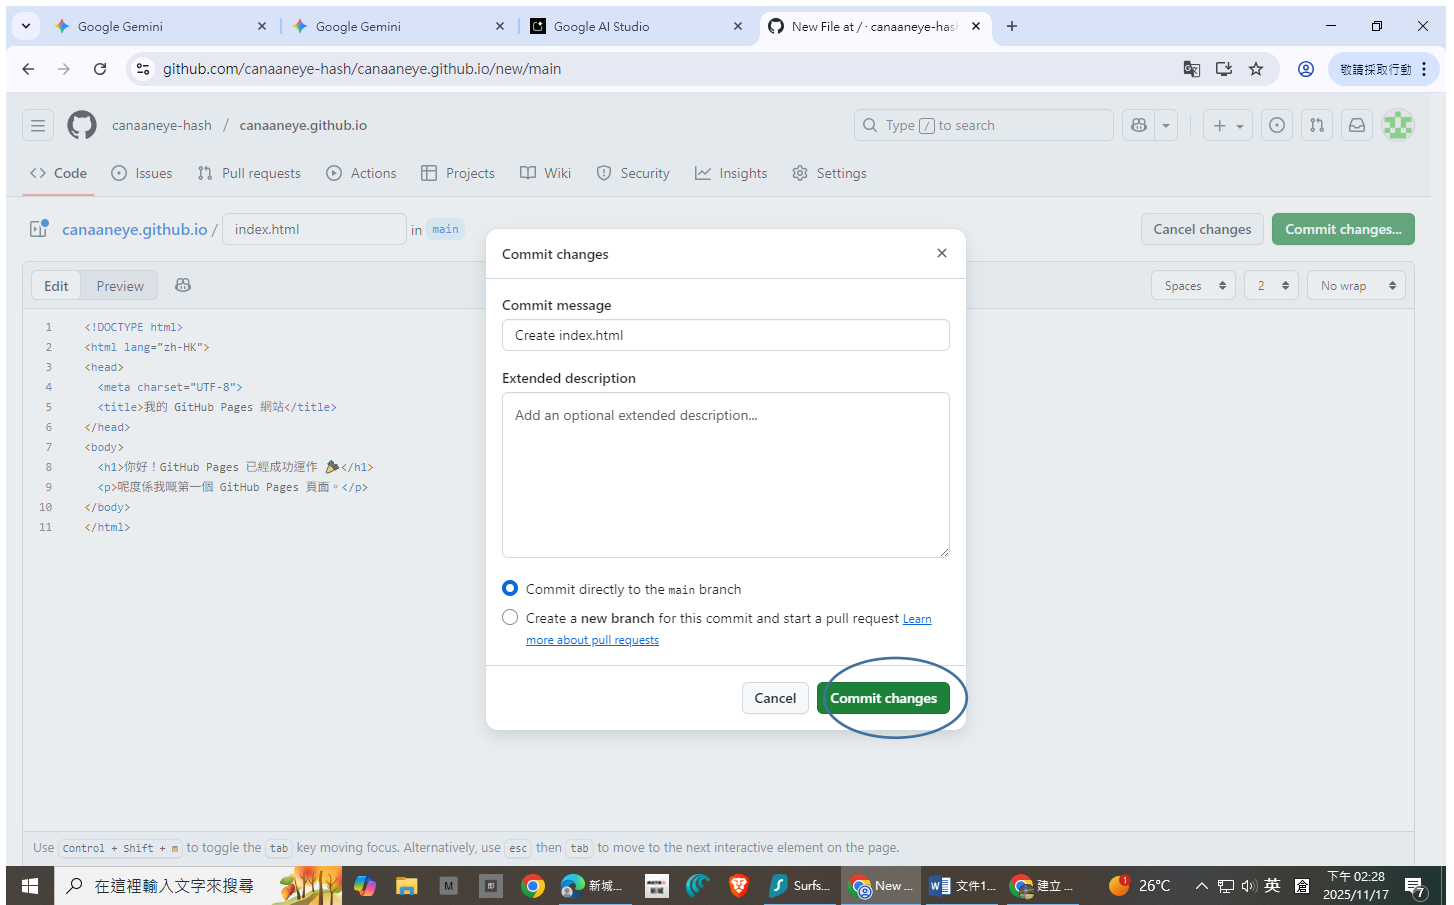 Google Gemini
Google Gemini
Google AI Studio
New File at / · canaaneye-hash
github.com/canaaneye-hash/canaaneye.github.io/new/main
敬請採取行動
canaaneye-hash / canaaneye.github.io
Type / to search
Code
Issues
Pull requests
Actions
Projects
Wiki
Security
Insights
Settings
canaaneye.github.io / index.html in main
Cancel changes
Commit changes...
Edit
Preview
Spaces
2
No wrap
1 <!DOCTYPE html>
2 <html lang="zh-HK">
3 <head>
4 <meta charset="UTF-8">
5 <title>我的 GitHub Pages 網站</title>
6 </head>
7 <body>
8 <h1>你好！GitHub Pages 已經成功運作 🎉</h1>
9 <p>呢度係我嘅第一個 GitHub Pages 頁面。</p>
10 </body>
11 </html>
Commit changes
Commit message
Create index.html
Extended description
Add an optional extended description...
Commit directly to the main branch
Create a new branch for this commit and start a pull request Learn
more about pull requests
Cancel
Commit changes
Use Control + Shift + m to toggle the tab key moving focus. Alternatively, use esc then tab to move to the next interactive element on the page.
在這裡輸入文字來搜尋
新城...
Surfs...
New ...
文件1...
建立 ...
1
26°C
英
倉
下午 02:28
2025/11/17
7